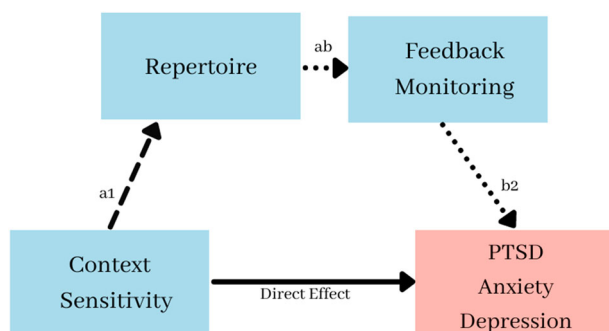 Repertoire
ab
Feedback
Monitoring
a1
b2
Context
Sensitivity
Direct Effect
PTSD
Anxiety
Depression